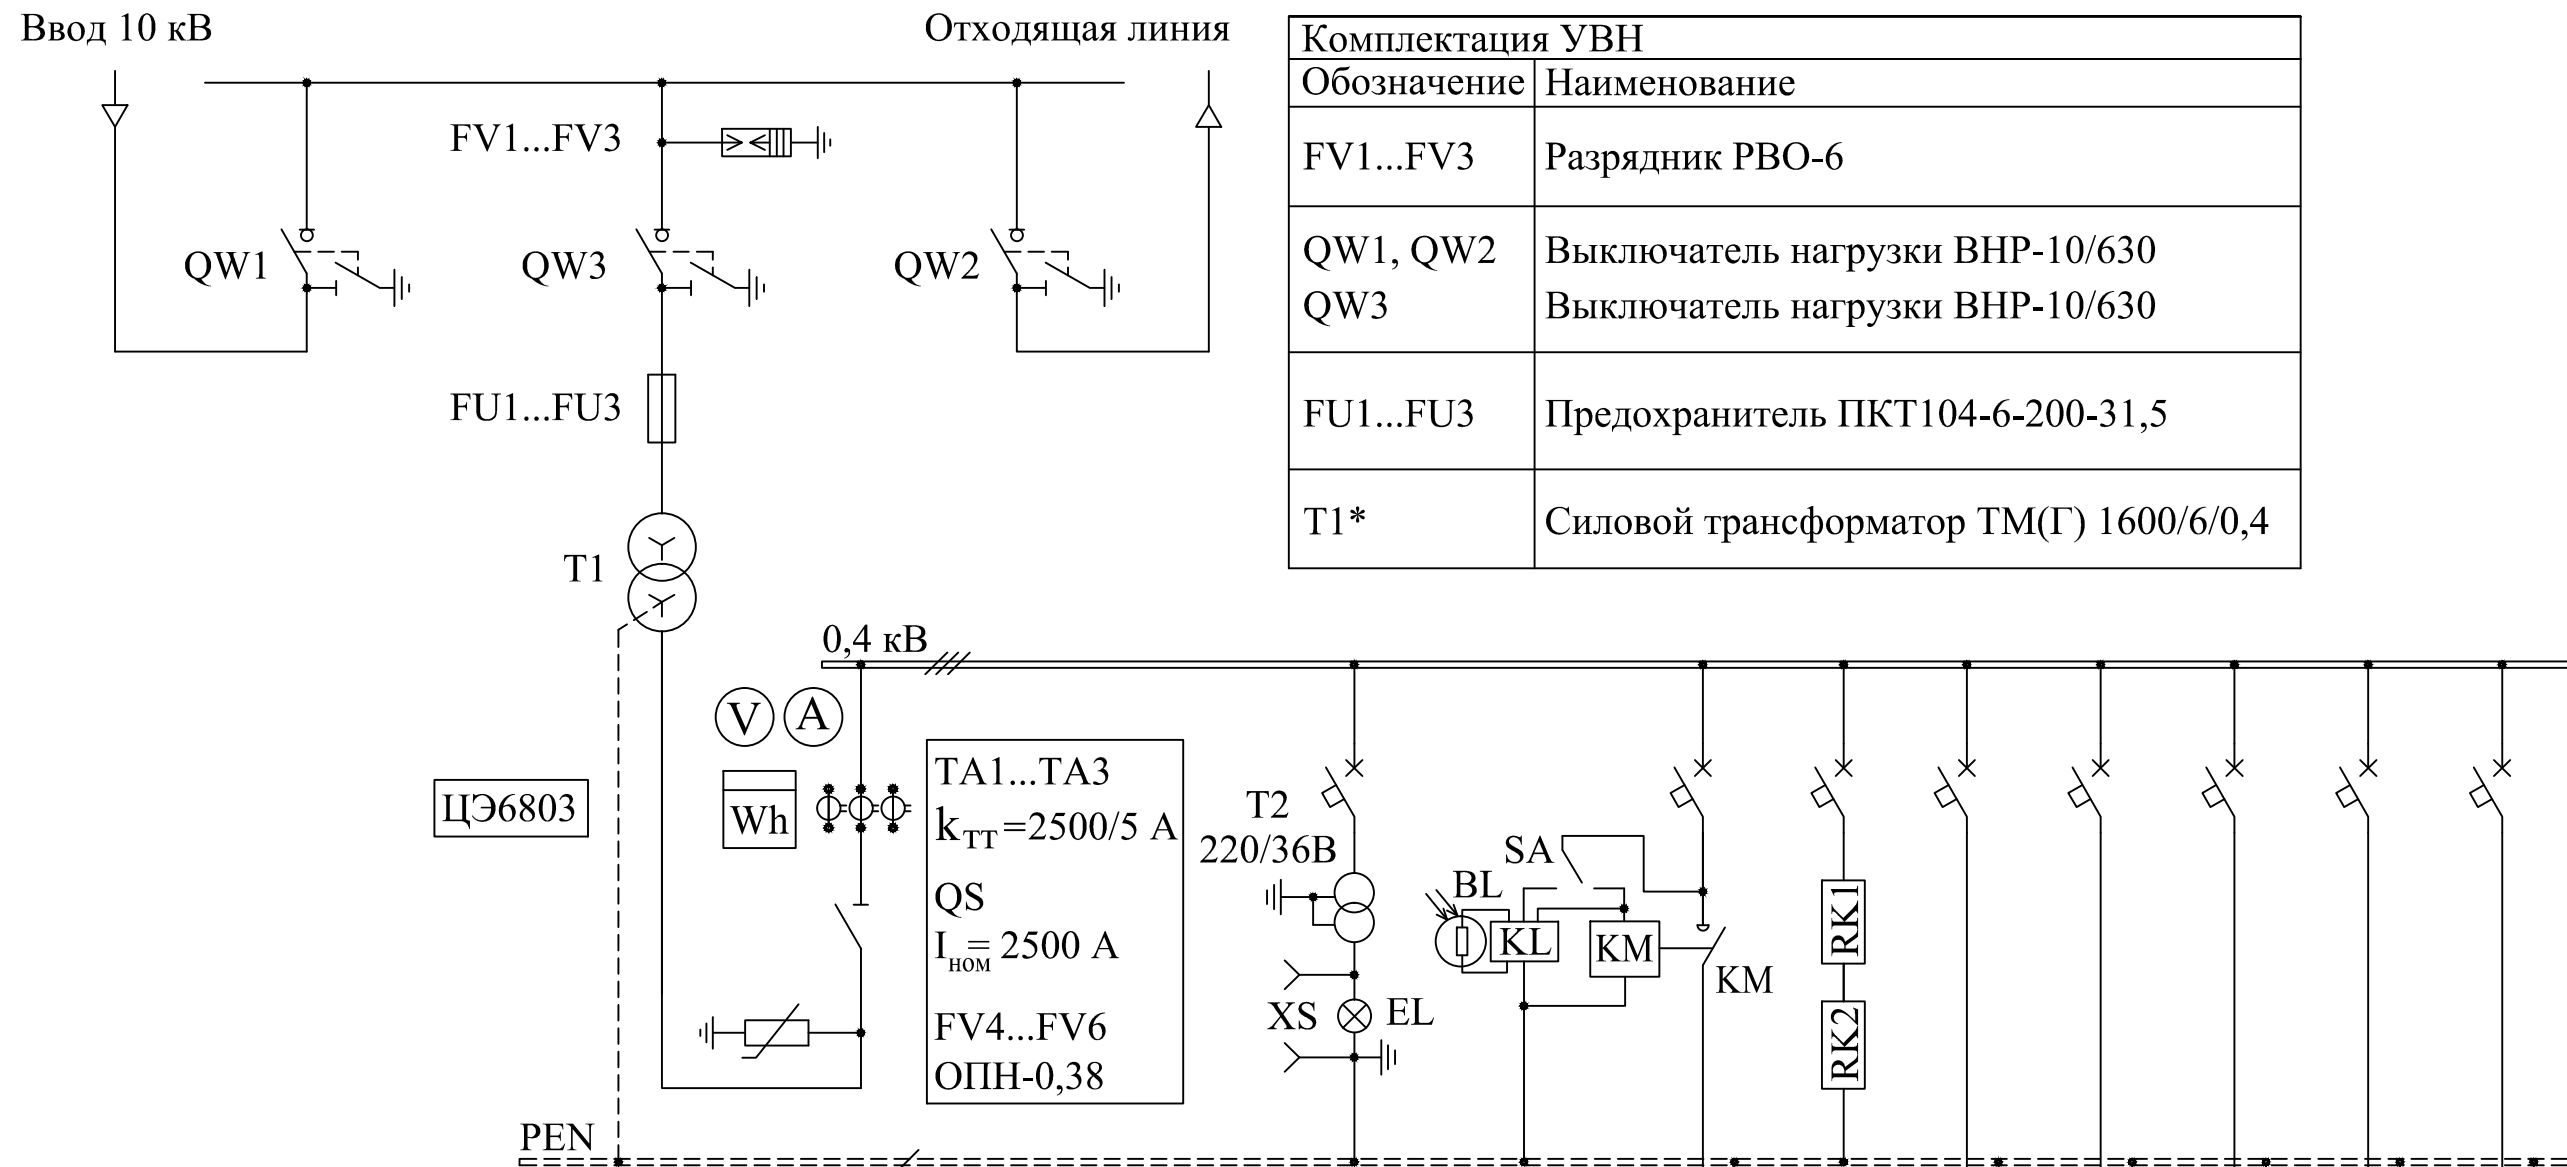 Ввод 10 кВ
Отходящая линия
Комплектация УВН
Обозначение Наименование
FV1...FV3 Разрядник РВО-6
QW1, QW2 Выключатель нагрузки ВНР-10/630
QW3 Выключатель нагрузки ВНР-10/630
FU1...FU3 Предохранитель ПКТ104-6-200-31,5
T1* Силовой трансформатор ТМ(Г) 1600/6/0,4
FV1...FV3
QW1
QW3
QW2
FU1...FU3
T1
0,4 кВ
V
A
ЦЭ6803
Wh
TA1...TA3
kТТ=2500/5 А
QS
Iном= 2500 А
FV4...FV6
ОПН-0,38
T2
220/36В
SA
BL
KL
KM
KM
XS
EL
RK1
RK2
PEN